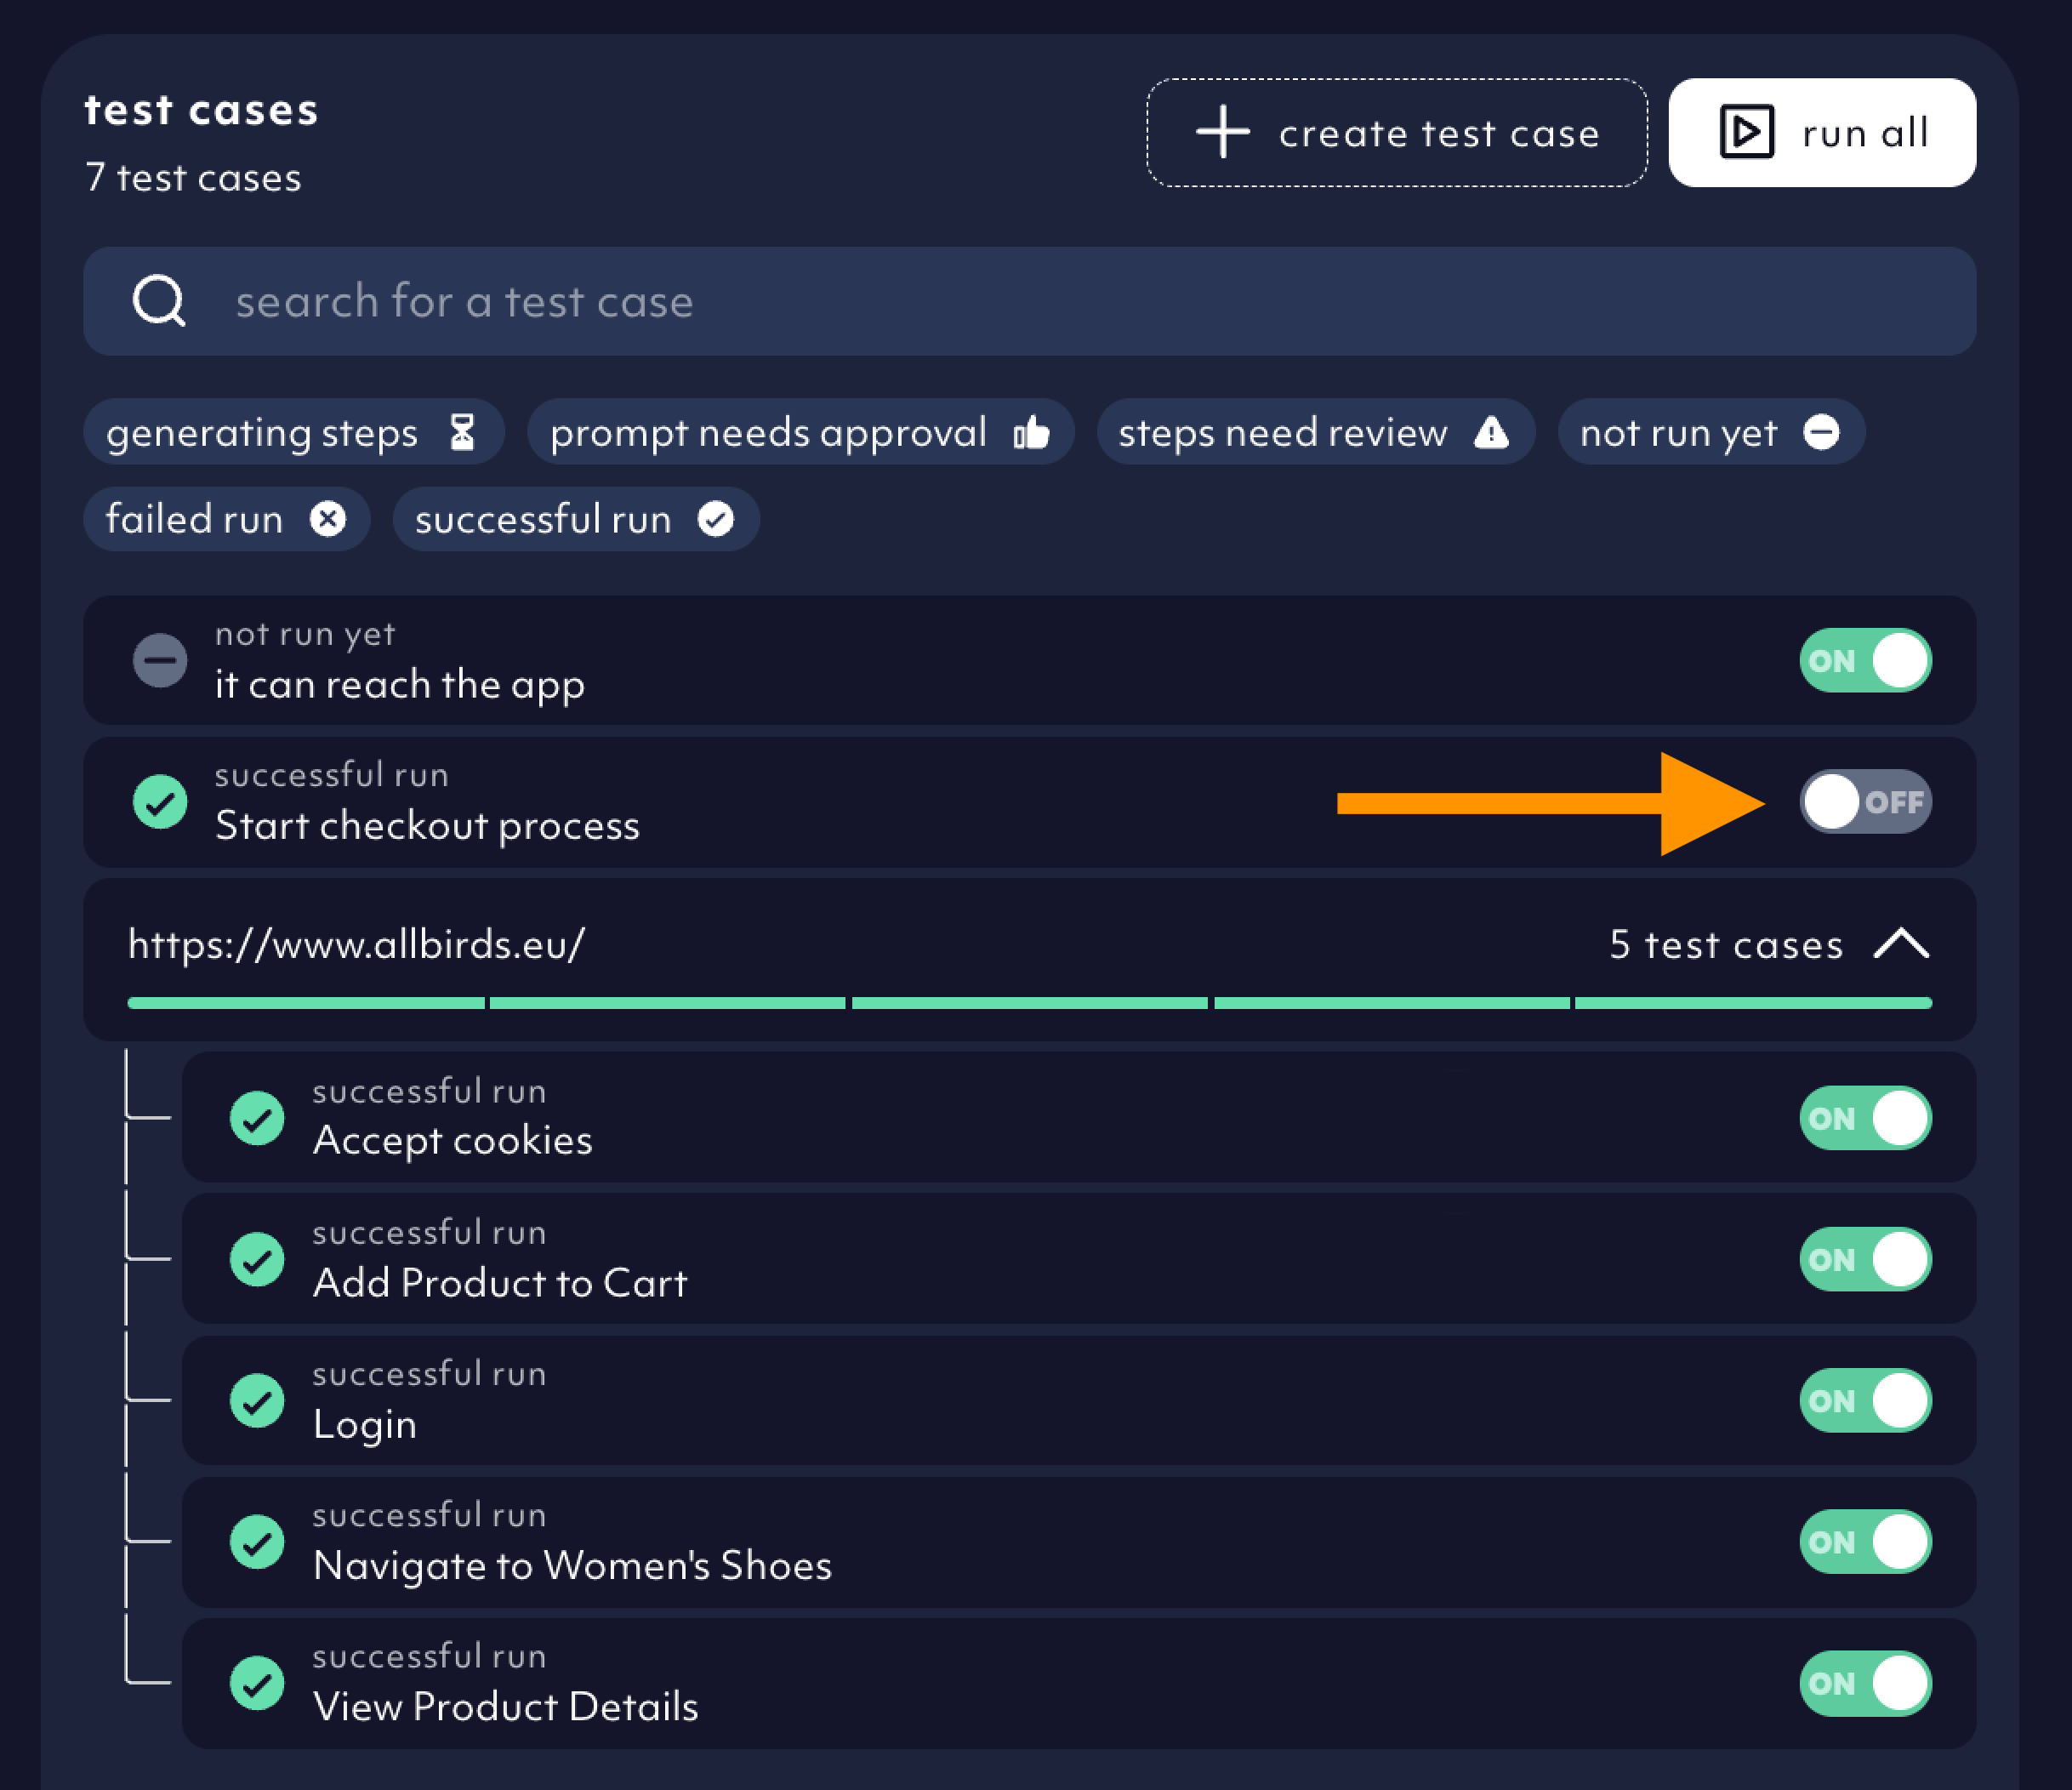 test cases
7 test cases
create test case
run all
search for a test case
generating steps
prompt needs approval
steps need review
not run yet
failed run
successful run
not run yet
it can reach the app
ON
successful run
Start checkout process
OFF
https://www.allbirds.eu/
5 test cases
successful run
Accept cookies
ON
successful run
Add Product to Cart
ON
successful run
Login
ON
successful run
Navigate to Women's Shoes
ON
successful run
View Product Details
ON